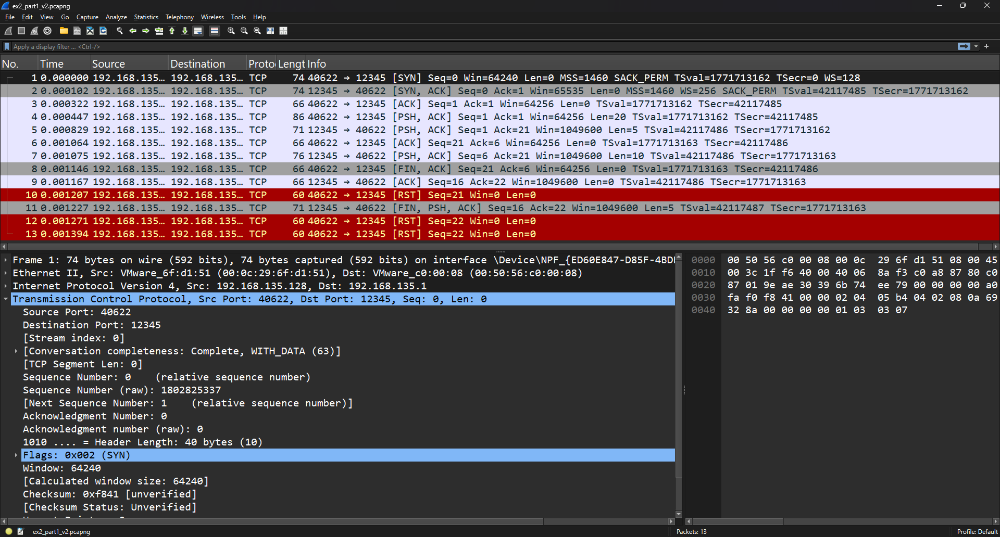 ex2_part1_v2.pcapng
File Edit View Go Capture Analyze Statistics Telephony Wireless Tools Help
Apply a display filter ... <Ctrl-/>
No. Time Source Destination Proto Lengt Info
1 0.000000 192.168.135… 192.168.135… TCP 74 40622 → 12345 [SYN] Seq=0 Win=64240 Len=0 MSS=1460 SACK_PERM TSval=1771713162 TSecr=0 WS=128
2 0.000102 192.168.135… 192.168.135… TCP 74 12345 → 40622 [SYN, ACK] Seq=0 Ack=1 Win=65535 Len=0 MSS=1460 WS=256 SACK_PERM TSval=42117485 TSecr=1771713162
3 0.000322 192.168.135… 192.168.135… TCP 66 40622 → 12345 [ACK] Seq=1 Ack=1 Win=64256 Len=0 TSval=1771713162 TSecr=42117485
4 0.000447 192.168.135… 192.168.135… TCP 86 40622 → 12345 [PSH, ACK] Seq=1 Ack=1 Win=64256 Len=20 TSval=1771713162 TSecr=42117485
5 0.000829 192.168.135… 192.168.135… TCP 71 12345 → 40622 [PSH, ACK] Seq=1 Ack=21 Win=1049600 Len=5 TSval=42117486 TSecr=1771713162
6 0.001064 192.168.135… 192.168.135… TCP 66 40622 → 12345 [ACK] Seq=21 Ack=6 Win=64256 Len=0 TSval=1771713163 TSecr=42117486
7 0.001075 192.168.135… 192.168.135… TCP 76 12345 → 40622 [PSH, ACK] Seq=6 Ack=21 Win=1049600 Len=10 TSval=42117486 TSecr=1771713163
8 0.001146 192.168.135… 192.168.135… TCP 66 40622 → 12345 [FIN, ACK] Seq=21 Ack=6 Win=64256 Len=0 TSval=1771713163 TSecr=42117486
9 0.001167 192.168.135… 192.168.135… TCP 66 12345 → 40622 [ACK] Seq=16 Ack=22 Win=1049600 Len=0 TSval=42117486 TSecr=1771713163
10 0.001207 192.168.135… 192.168.135… TCP 60 40622 → 12345 [RST] Seq=21 Win=0 Len=0
11 0.001227 192.168.135… 192.168.135… TCP 71 12345 → 40622 [FIN, PSH, ACK] Seq=16 Ack=22 Win=1049600 Len=5 TSval=42117487 TSecr=1771713163
12 0.001271 192.168.135… 192.168.135… TCP 60 40622 → 12345 [RST] Seq=22 Win=0 Len=0
13 0.001394 192.168.135… 192.168.135… TCP 60 40622 → 12345 [RST] Seq=22 Win=0 Len=0
Frame 1: 74 bytes on wire (592 bits), 74 bytes captured (592 bits) on interface \Device\NPF_{ED60E847-D85F-4BD
Ethernet II, Src: VMware_6f:d1:51 (00:0c:29:6f:d1:51), Dst: VMware_c0:00:08 (00:50:56:c0:00:08)
Internet Protocol Version 4, Src: 192.168.135.128, Dst: 192.168.135.1
Transmission Control Protocol, Src Port: 40622, Dst Port: 12345, Seq: 0, Len: 0
Source Port: 40622
Destination Port: 12345
[Stream index: 0]
[Conversation completeness: Complete, WITH_DATA (63)]
[TCP Segment Len: 0]
Sequence Number: 0 (relative sequence number)
Sequence Number (raw): 1802825337
[Next Sequence Number: 1 (relative sequence number)]
Acknowledgment Number: 0
Acknowledgment number (raw): 0
1010 .... = Header Length: 40 bytes (10)
Flags: 0x002 (SYN)
Window: 64240
[Calculated window size: 64240]
Checksum: 0xf841 [unverified]
[Checksum Status: Unverified]
0000 00 50 56 c0 00 08 00 0c 29 6f d1 51 08 00 45
0010 00 3c 1f f6 40 00 40 06 8a f3 c0 a8 87 80 c0
0020 87 01 9e ae 30 39 6b 74 ee 79 00 00 00 00 a0
0030 fa f0 f8 41 00 00 02 04 05 b4 04 02 08 0a 69
0040 32 8a 00 00 00 00 01 03 03 07
ex2_part1_v2.pcapng
Packets: 13
Profile: Default